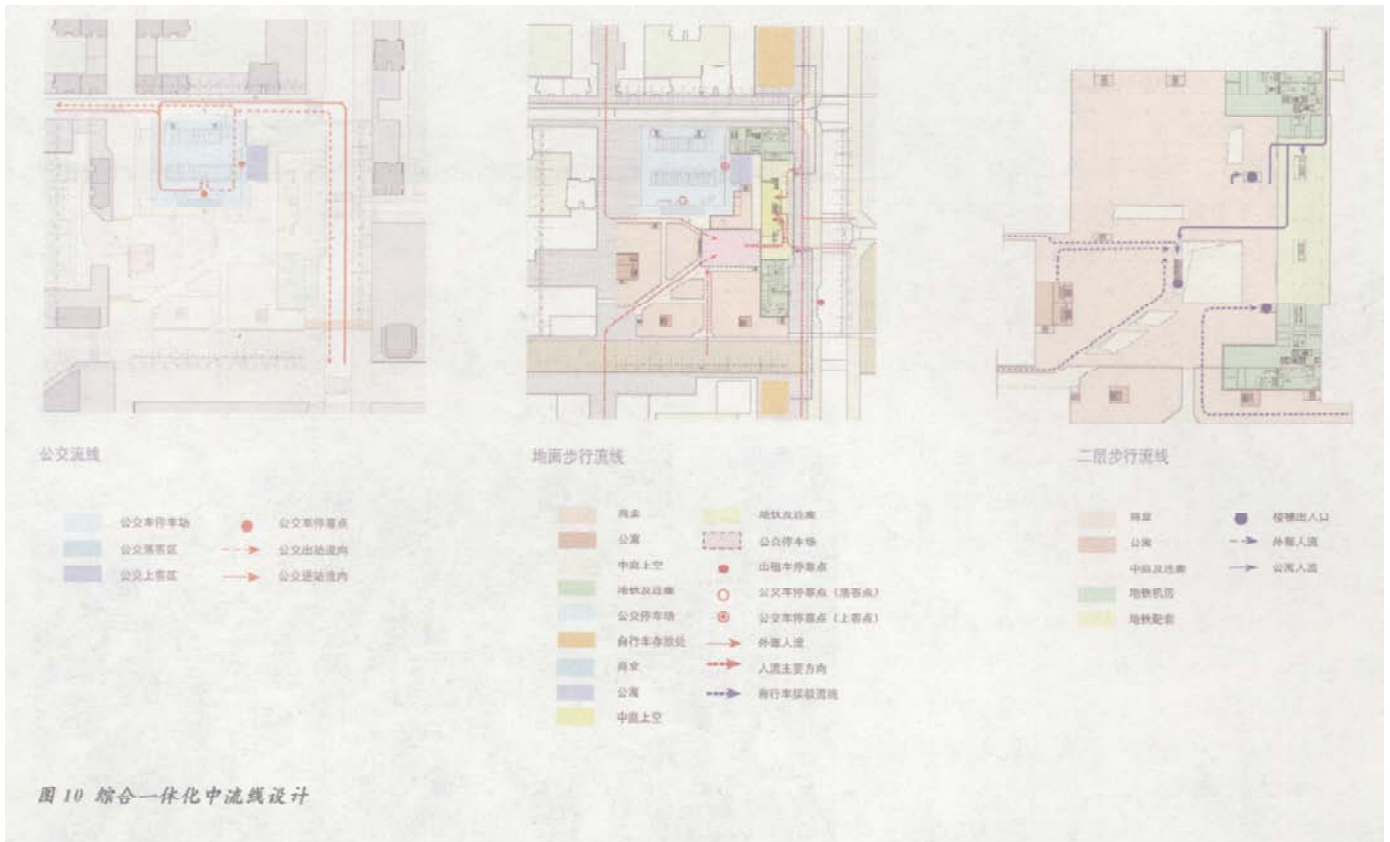 公交流线
公交车停车场
公交落客区
公交上客区
公交车停靠点
公交出站流向
公交进站流向
地面步行流线
商业
公寓
中庭上空
地铁及连廊
公交停车场
自行车存放处
商业
公寓
中庭上空
地铁及连廊
公交停车场
出租车停靠点
公交车停靠点（落客点）
公交车停靠点（上客点）
外部人流
人流主要方向
自行车接驳流线
二层步行流线
商业
公寓
中庭及连廊
地铁机房
地铁配套
楼梯出入口
外部人流
公寓人流
图 10 综合一体化中流线设计